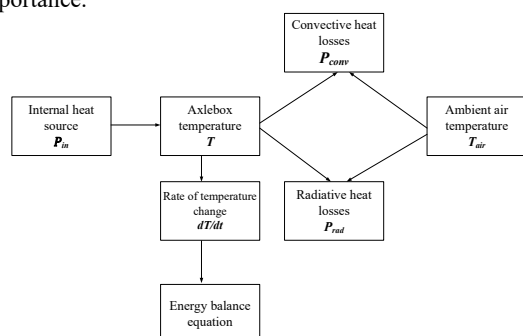 portance.
Convective heat
losses
P_conv
Internal heat
source
P_in
Axlebox
temperature
T
Ambient air
temperature
T_air
Rate of temperature
change
dT/dt
Radiative heat
losses
P_rad
Energy balance
equation